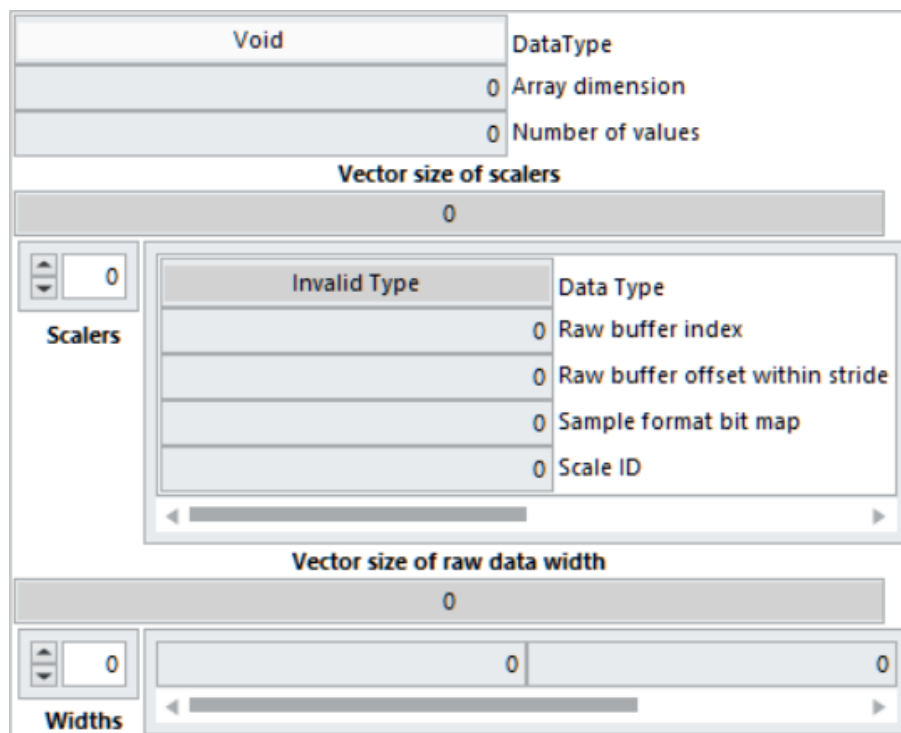 Void DataType
0 Array dimension
0 Number of values
Vector size of scalers
0
0 Invalid Type Data Type
Scalers 0 Raw buffer index
0 Raw buffer offset within stride
0 Sample format bit map
0 Scale ID
Vector size of raw data width
0
0 0 0
Widths